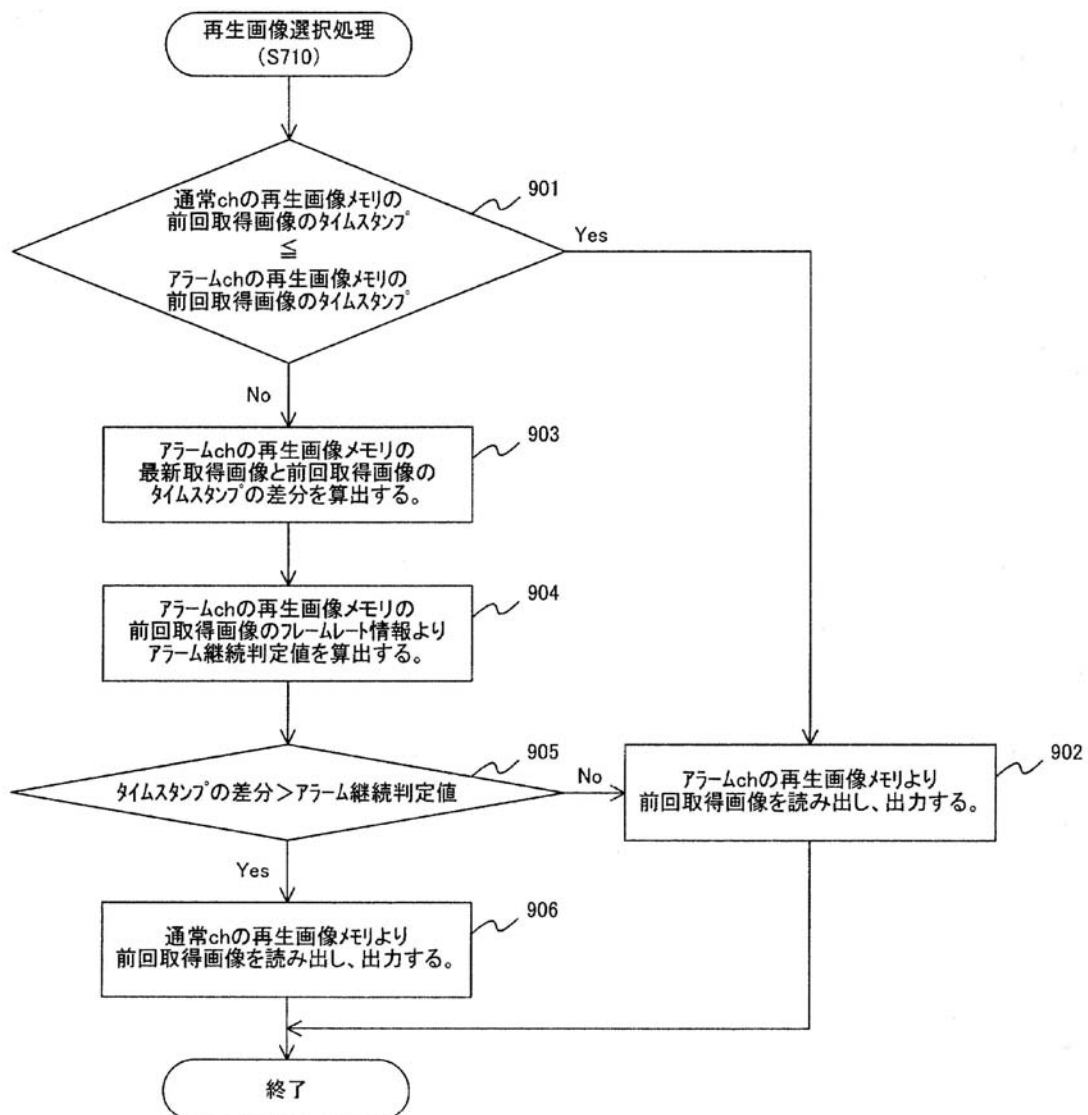 再生画像選択処理
(S710)
901
通常chの再生画像メモリの
前回取得画像のタイムスタンプ
≦
アラームchの再生画像メモリの
前回取得画像のタイムスタンプ
Yes
No
903
アラームchの再生画像メモリの
最新取得画像と前回取得画像の
タイムスタンプの差分を算出する。
904
アラームchの再生画像メモリの
前回取得画像のフレームレート情報より
アラーム継続判定値を算出する。
905
タイムスタンプの差分>アラーム継続判定値
No
902
アラームchの再生画像メモリより
前回取得画像を読み出し、出力する。
Yes
906
通常chの再生画像メモリより
前回取得画像を読み出し、出力する。
終了